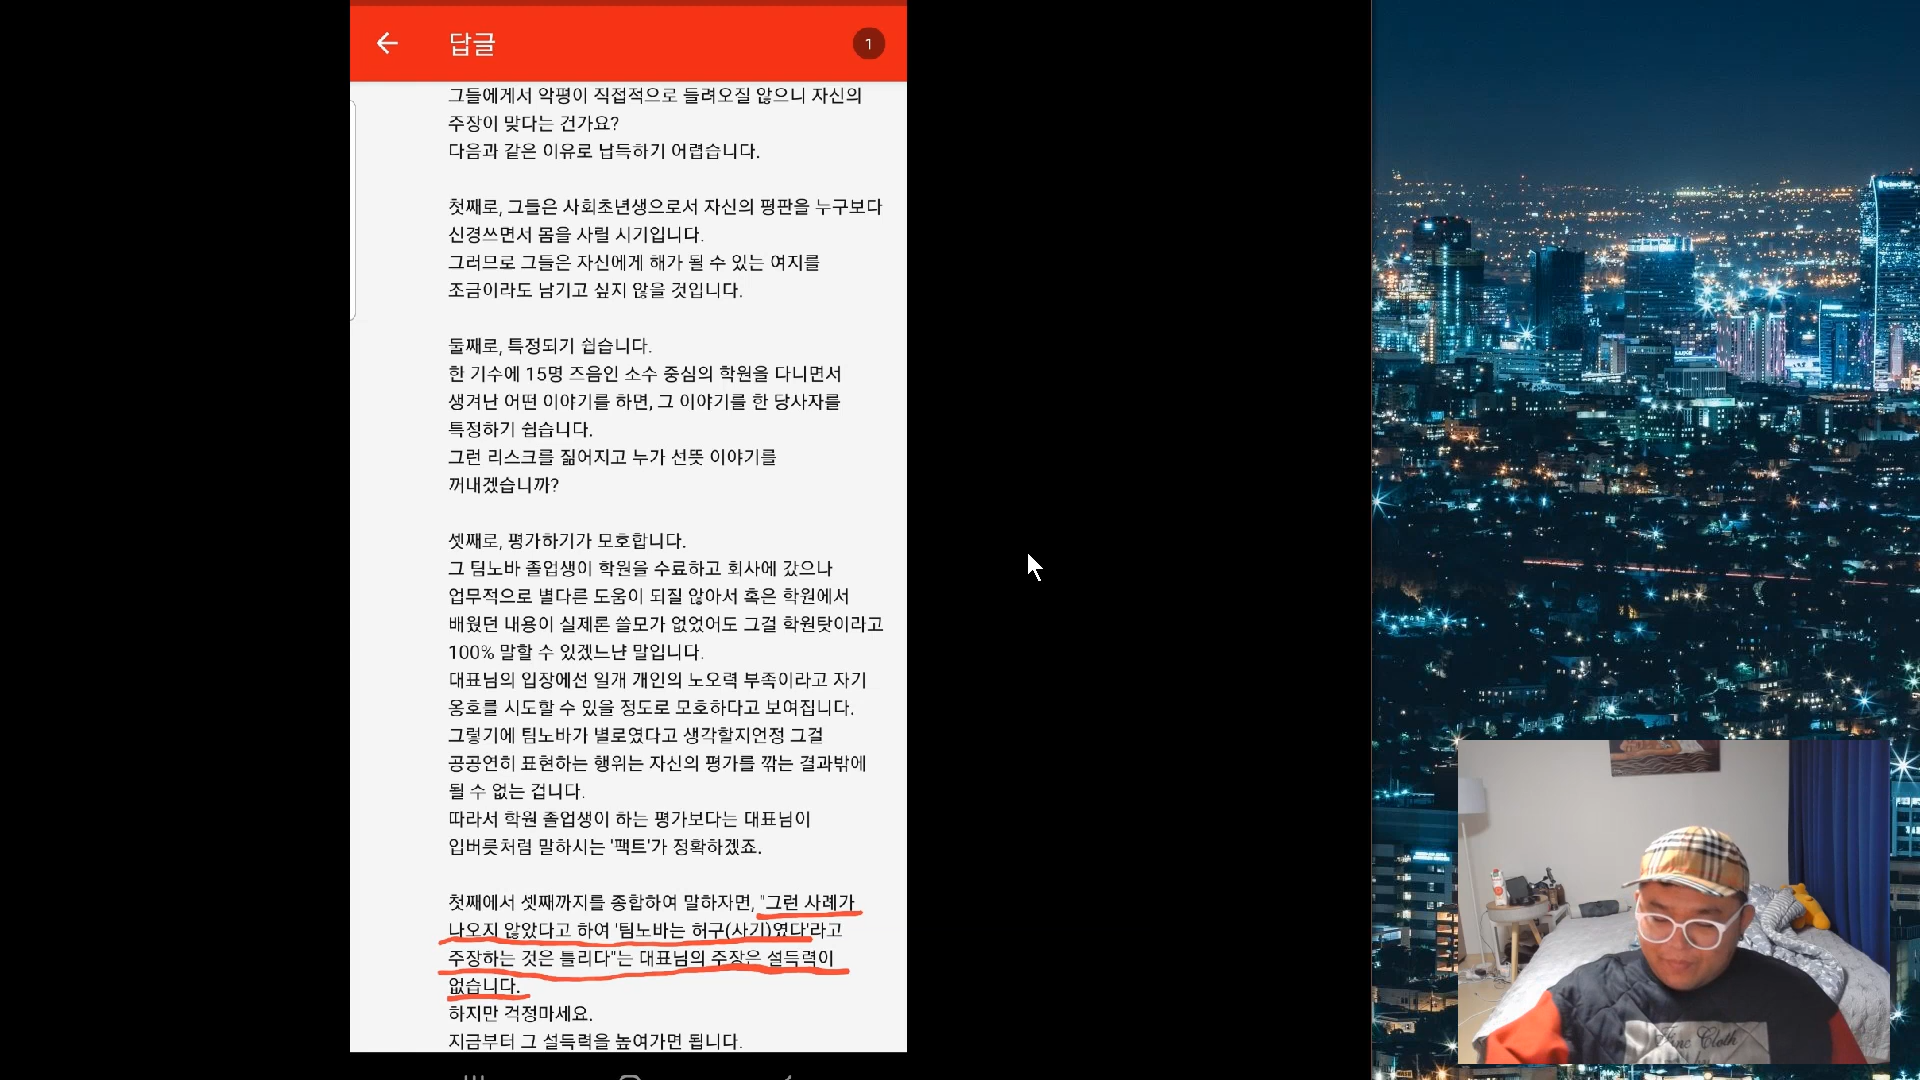 답글
1
그들에게서 악평이 직접적으로 들려오질 않으니 자신의
주장이 맞다는 건가요?
다음과 같은 이유로 납득하기 어렵습니다.
첫째로, 그들은 사회초년생으로서 자신의 평판을 누구보다
신경쓰면서 몸을 사릴 시기입니다.
그러므로 그들은 자신에게 해가 될 수 있는 여지를
조금이라도 남기고 싶지 않을 것입니다.
둘째로, 특정되기 쉽습니다.
한 기수에 15명 즈음인 소수 중심의 학원을 다니면서
생겨난 어떤 이야기를 하면, 그 이야기를 한 당사자를
특정하기 쉽습니다.
그런 리스크를 짊어지고 누가 선뜻 이야기를
꺼내겠습니까?
셋째로, 평가하기가 모호합니다.
그 팀노바 졸업생이 학원을 수료하고 회사에 갔으나
업무적으로 별다른 도움이 되질 않아서 혹은 학원에서
배웠던 내용이 실제론 쓸모가 없었어도 그걸 학원탓이라고
100% 말할 수 있겠느냔 말입니다.
대표님의 입장에선 일개 개인의 노오력 부족이라고 자기
옹호를 시도할 수 있을 정도로 모호하다고 보여집니다.
그렇기에 팀노바가 별로였다고 생각할지언정 그걸
공공연히 표현하는 행위는 자신의 평가를 깎는 결과밖에
될 수 없는 겁니다.
따라서 학원 졸업생이 하는 평가보다는 대표님이
입버릇처럼 말하시는 '팩트'가 정확하겠죠.
첫째에서 셋째까지를 종합하여 말하자면, "그런 사례가
나오지 않았다고 하여 '팀노바는 허구(사기)였다'라고
주장하는 것은 틀리다"는 대표님의 주장은 설득력이
없습니다.
하지만 걱정마세요.
지금부터 그 설득력을 높여가면 됩니다.
Cloth